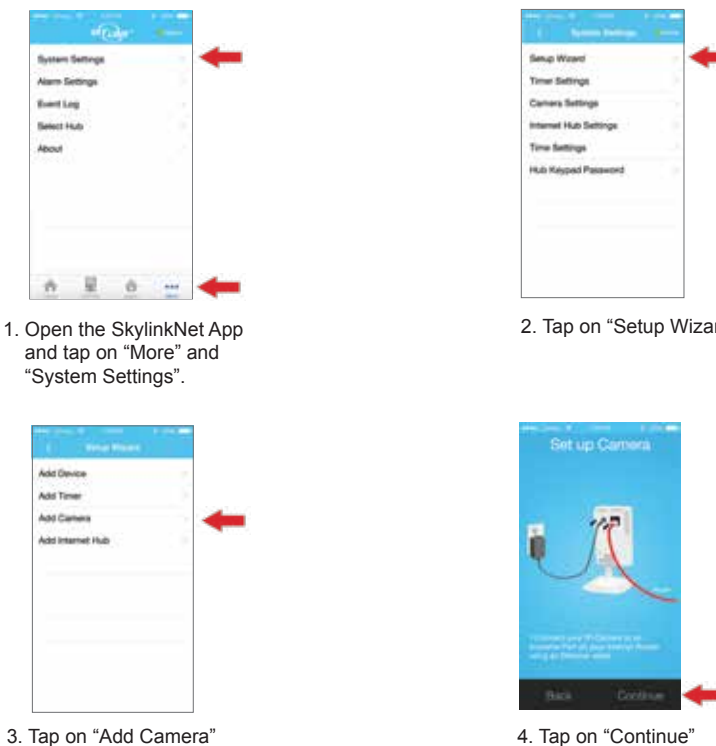 System Settings
Alarm Settings
Event Log
Select Hub
About
1. Open the SkylinkNet App
and tap on “More” and
“System Settings”.
System Settings
Setup Wizard
Timer Settings
Camera Settings
Internet Hub Settings
Time Settings
Hub Keypad Password
2. Tap on “Setup Wizar
Setup Wizard
Add Device
Add Timer
Add Camera
Add Internet Hub
3. Tap on “Add Camera”
Set up Camera
Back Continue
4. Tap on “Continue”